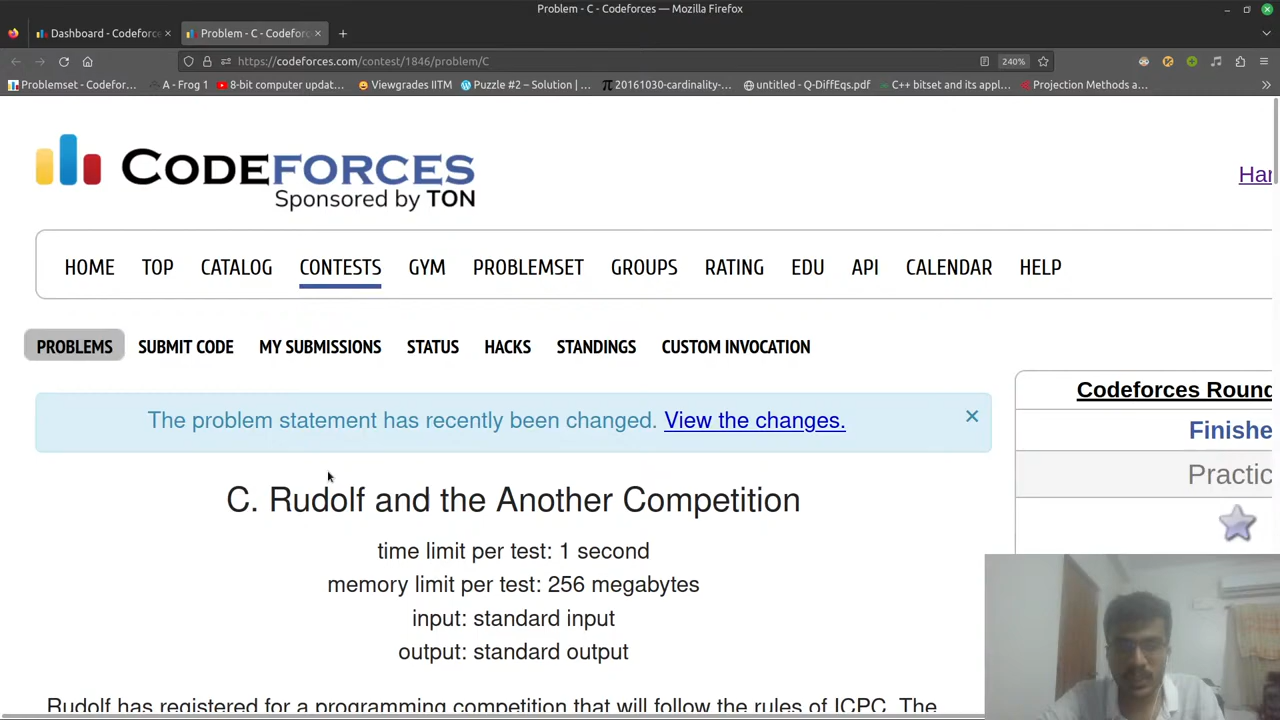 Problem - C - Codeforces — Mozilla Firefox
Dashboard - Codeforce
Problem - C - Codeforc
https://codeforces.com/contest/1846/problem/C
240%
Problemset - Codefor...
A - Frog 1
8-bit computer updat...
Viewgrades IITM
Puzzle #2 – Solution | ...
20161030-cardinality-...
untitled - Q-DiffEqs.pdf
C++ bitset and its appl...
Projection Methods a...
CODEFORCES
Sponsored by TON
Har
HOME TOP CATALOG CONTESTS GYM PROBLEMSET GROUPS RATING EDU API CALENDAR HELP
PROBLEMS SUBMIT CODE MY SUBMISSIONS STATUS HACKS STANDINGS CUSTOM INVOCATION
The problem statement has recently been changed. View the changes.
Codeforces Round
Finishe
Practic
C. Rudolf and the Another Competition
time limit per test: 1 second
memory limit per test: 256 megabytes
input: standard input
output: standard output
Rudolf has registered for a programming competition that will follow the rules of ICPC. The